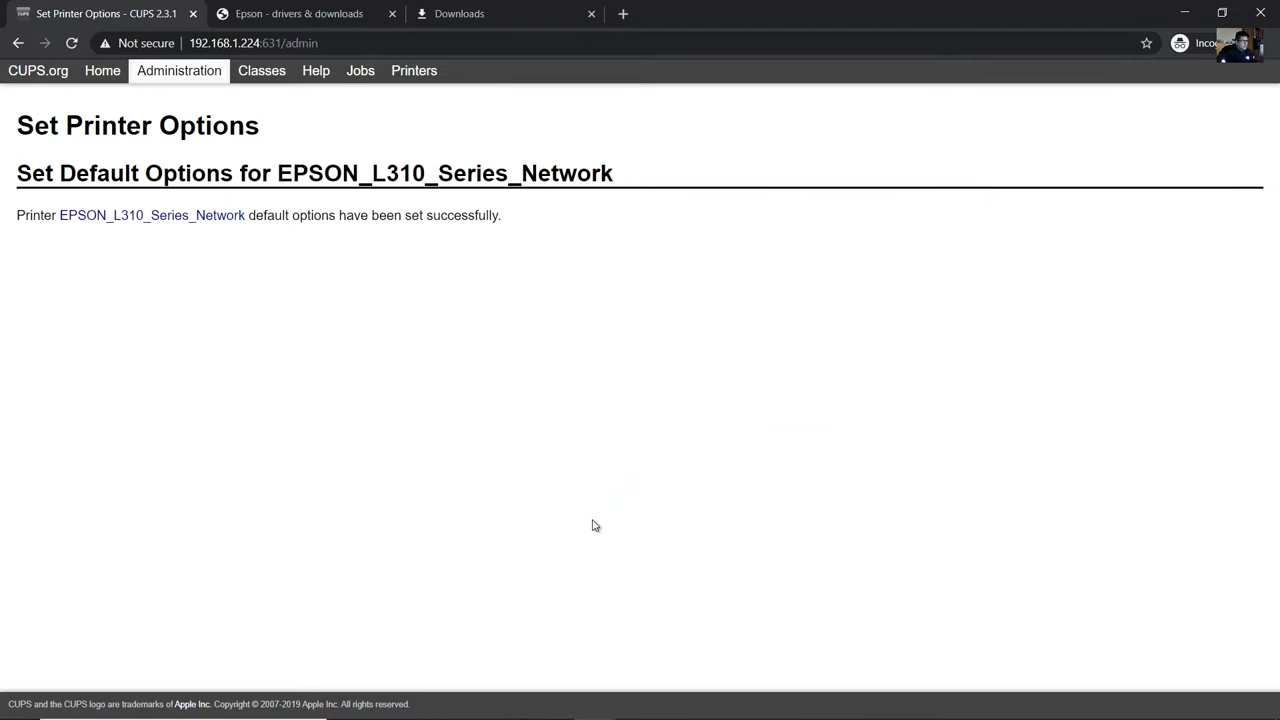 Set Printer Options - CUPS 2.3.1
Epson - drivers & downloads
Downloads
Not secure
192.168.1.224:631/admin
CUPS.org Home Administration Classes Help Jobs Printers
Set Printer Options
Set Default Options for EPSON_L310_Series_Network
Printer EPSON_L310_Series_Network default options have been set successfully.
CUPS and the CUPS logo are trademarks of Apple Inc. Copyright © 2007-2019 Apple Inc. All rights reserved.